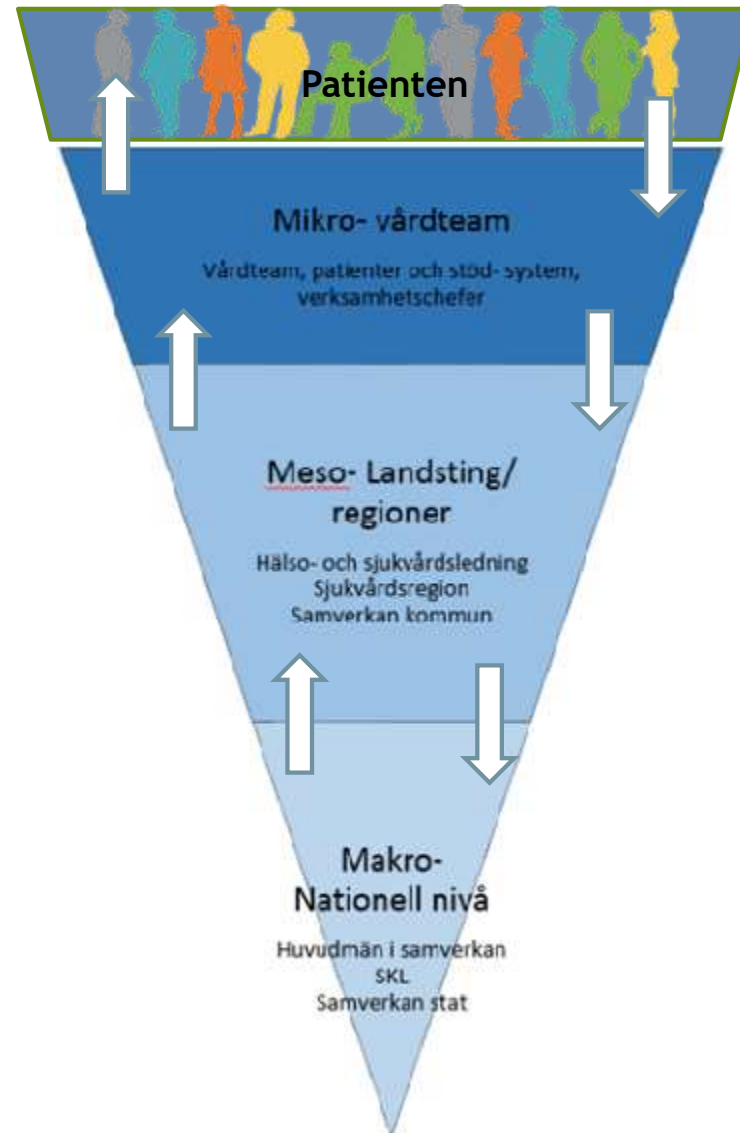 Patienten
Mikro- vårdteam
Vårdteam, patienter och stöd- system,
verksamhetschefer
Meso- Landsting/
regioner
Hälso- och sjukvårdsledning
Sjukvårdsregion
Samverkan kommun
Makro-
Nationell nivå
Huvudmän i samverkan
SKL
Samverkan stat